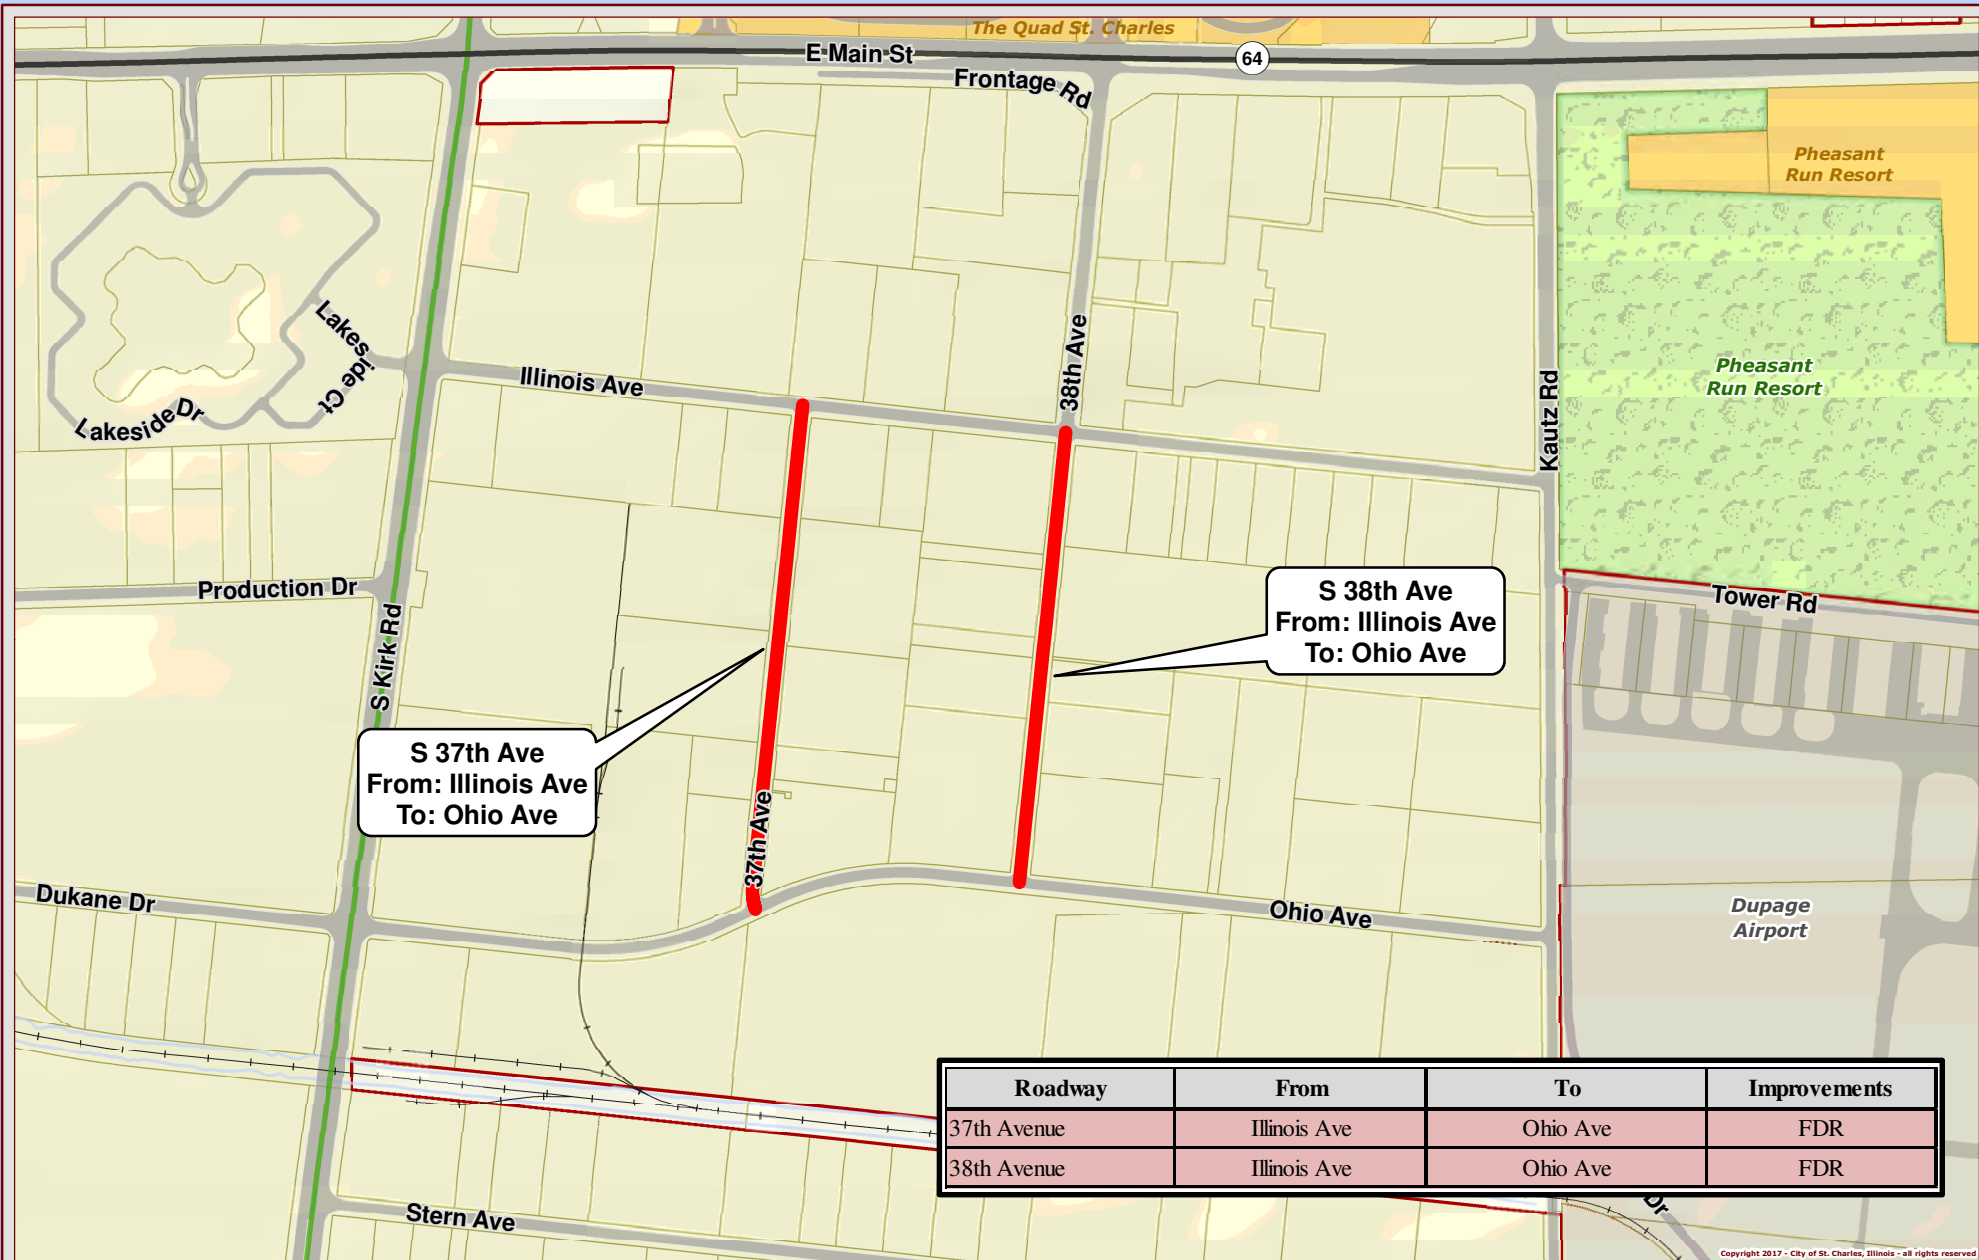 The Quad St. Charles
E Main St
64
Frontage Rd
Pheasant
Run Resort
Lakeside Ct
Lakeside Dr
Illinois Ave
38th Ave
Kautz Rd
Pheasant
Run Resort
Production Dr
S Kirk Rd
S 38th Ave
From: Illinois Ave
To: Ohio Ave
Tower Rd
S 37th Ave
From: Illinois Ave
To: Ohio Ave
37th Ave
Dukane Dr
Ohio Ave
Dupage
Airport
Roadway From To Improvements
37th Avenue Illinois Ave Ohio Ave FDR
38th Avenue Illinois Ave Ohio Ave FDR
Stern Ave
Dr
Copyright 2017 - City of St. Charles, Illinois - all rights reserved